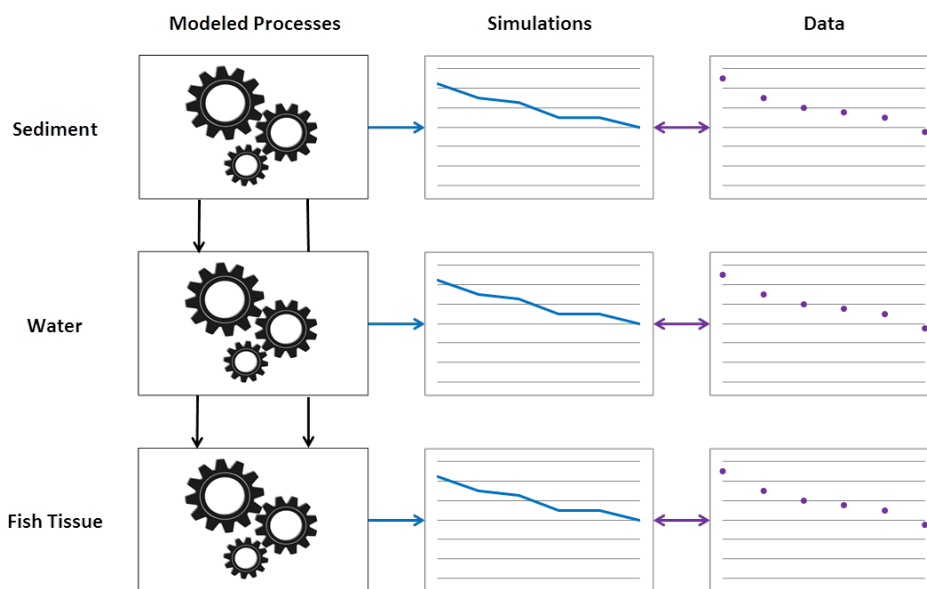 Modeled Processes
Simulations
Data
Sediment
Water
Fish Tissue